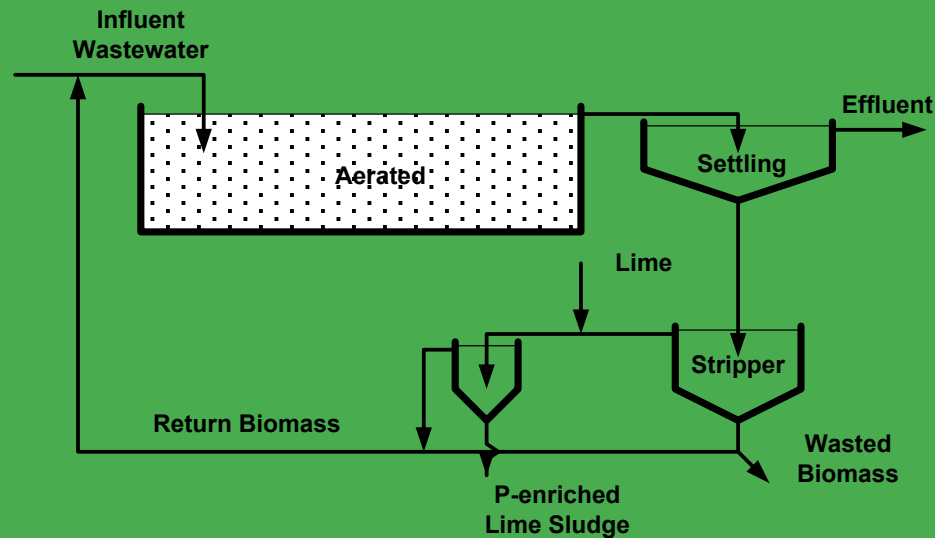 Influent
Wastewater
Effluent
Settling
Aerated
Lime
Stripper
Return Biomass
Wasted
Biomass
P-enriched
Lime Sludge